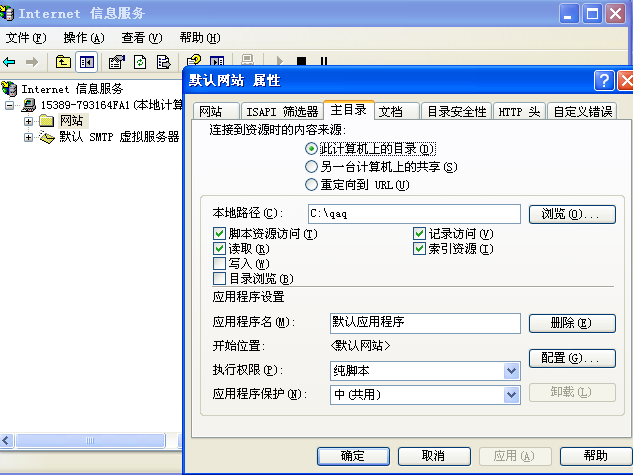 Internet 信息服务
文件(F) 操作(A) 查看(V) 帮助(H)
Internet 信息服务
15389-793164FA1(本地计算
网站
默认 SMTP 虚拟服务器
默认网站 属性
网站 ISAPI 筛选器 主目录 文档 目录安全性 HTTP 头 自定义错误
连接到资源时的内容来源:
此计算机上的目录(D)
另一台计算机上的共享(S)
重定向到 URL(U)
本地路径(C): C:\qaq 浏览(O)...
脚本资源访问(T) 记录访问(V)
读取(R) 索引资源(I)
写入(W)
目录浏览(B)
应用程序设置
应用程序名(M): 默认应用程序 删除(E)
开始位置: <默认网站>
配置(G)...
执行权限(P): 纯脚本
卸载(L)
应用程序保护(N): 中(共用)
确定 取消 应用(A) 帮助